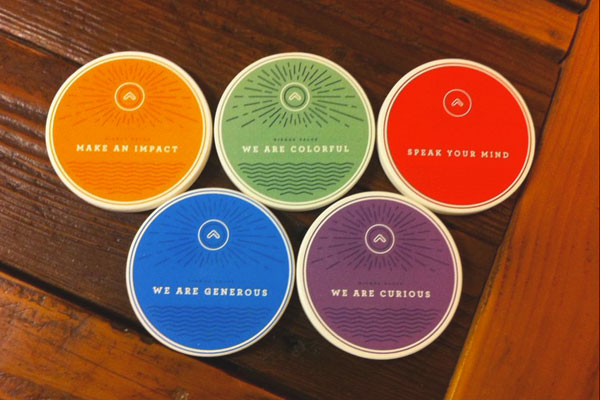 MAKE AN IMPACT
WE ARE COLORFUL
SPEAK YOUR MIND
WE ARE GENEROUS
WE ARE CURIOUS